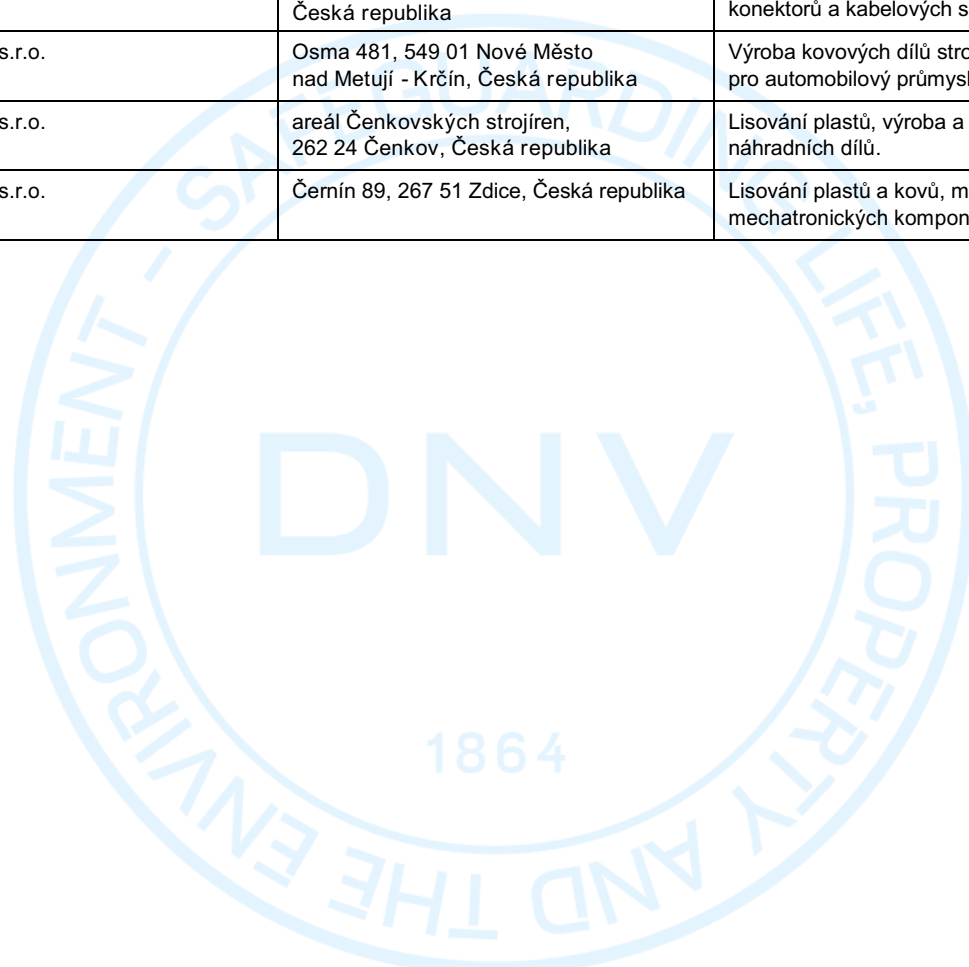 Česká republika
konektorů a kabelových s
s.r.o.
Osma 481, 549 01 Nové Město
nad Metují - Krčín, Česká republika
Výroba kovových dílů stro
pro automobilový průmysl
s.r.o.
areál Čenkovských strojíren,
262 24 Čenkov, Česká republika
Lisování plastů, výroba a
náhradních dílů.
s.r.o.
Černín 89, 267 51 Zdice, Česká republika
Lisování plastů a kovů, m
mechatronických kompon
SAFEGUARDING LIFE, PROPERTY AND THE ENVIRONMENT -
DNV
1864